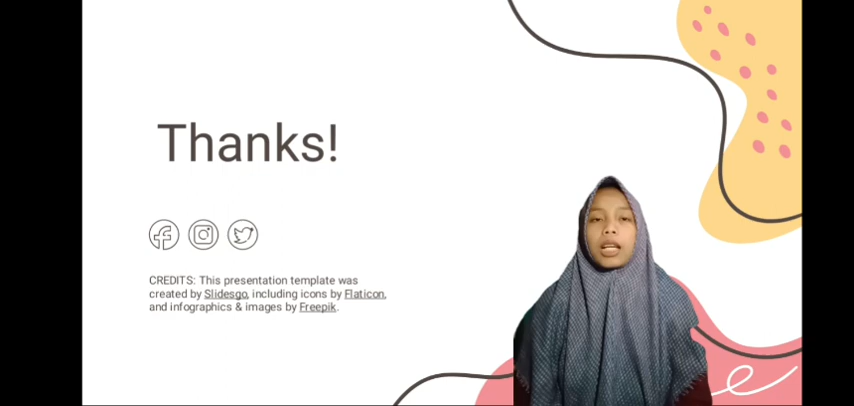 Thanks!
CREDITS: This presentation template was
created by Slidesgo, including icons by Flaticon,
and infographics & images by Freepik.